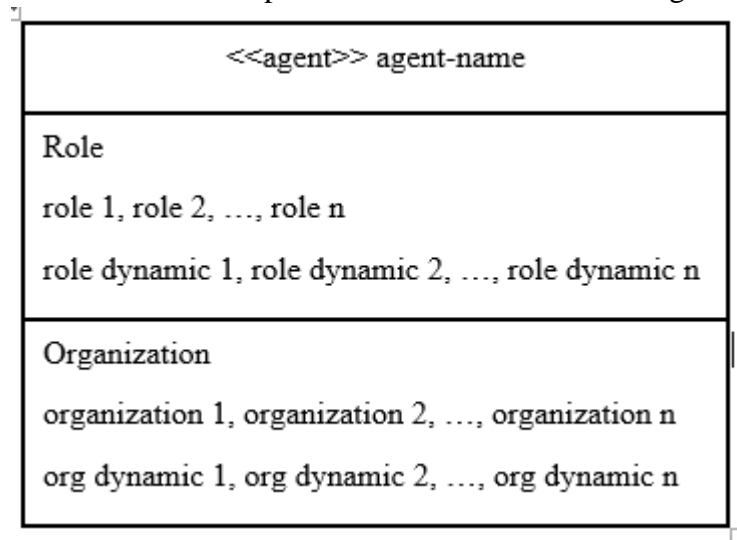 <<agent>> agent-name
Role
role 1, role 2, …, role n
role dynamic 1, role dynamic 2, …, role dynamic n
Organization
organization 1, organization 2, …, organization n
org dynamic 1, org dynamic 2, …, org dynamic n